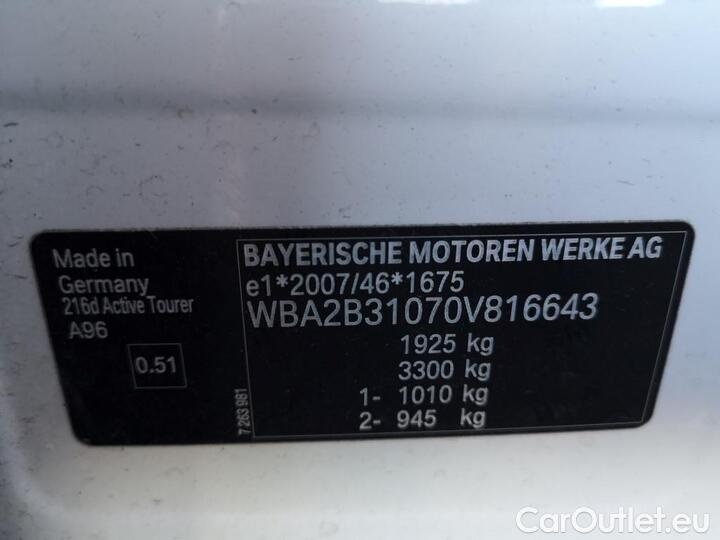 Made in
Germany
216d Active Tourer
A96
0.51
7 263 981
BAYERISCHE MOTOREN WERKE AG
e1*2007/46*1675
WBA2B31070V816643
1925 kg
3300 kg
1- 1010 kg
2- 945 kg
CarOutlet.eu